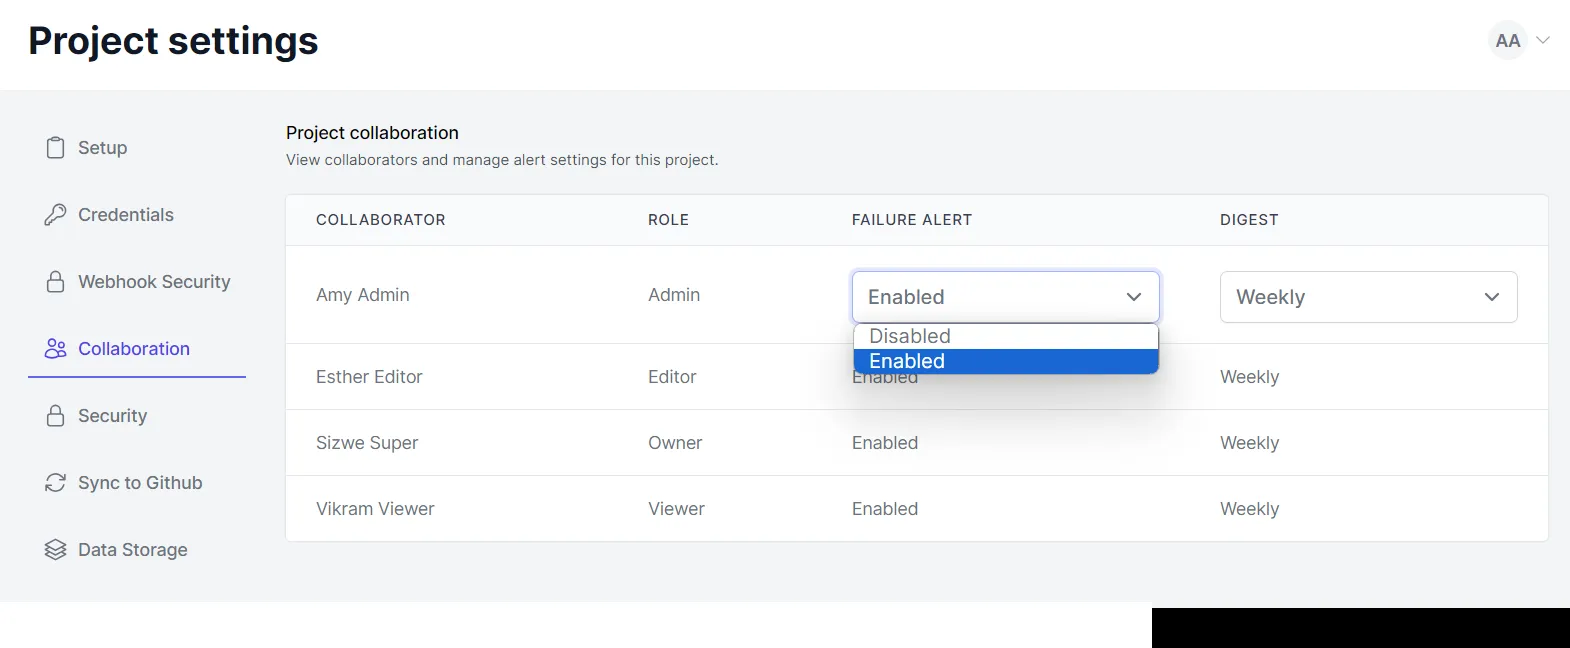 Project settings
AA
Setup
Credentials
Webhook Security
Collaboration
Security
Sync to Github
Data Storage
Project collaboration
View collaborators and manage alert settings for this project.
COLLABORATOR ROLE FAILURE ALERT DIGEST
Amy Admin Admin Enabled Weekly
Disabled
Enabled
Esther Editor Editor Enabled Weekly
Sizwe Super Owner Enabled Weekly
Vikram Viewer Viewer Enabled Weekly